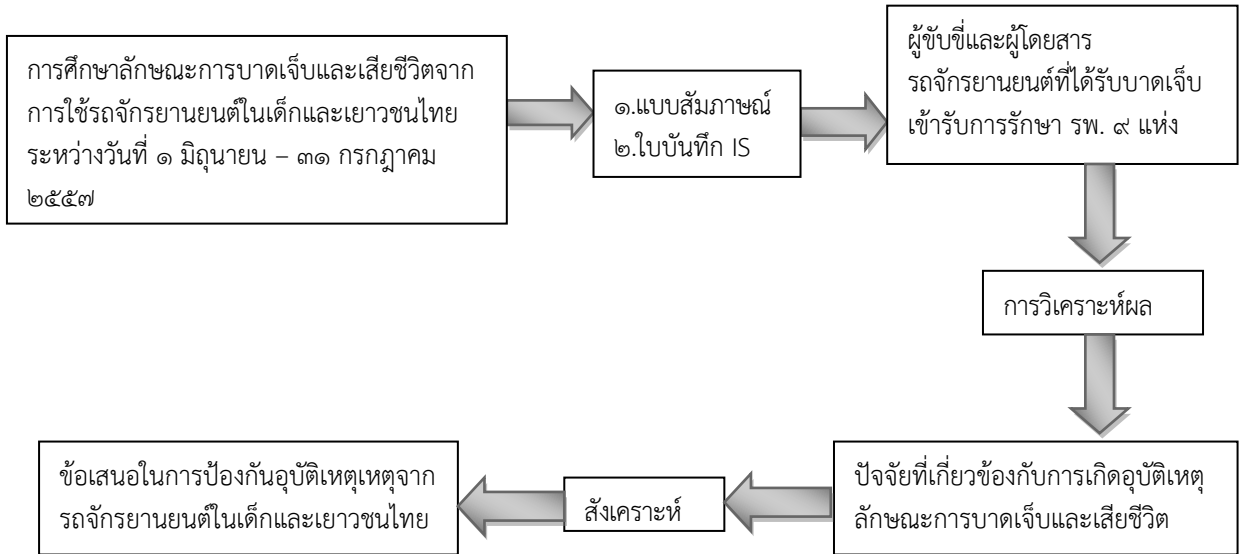 การศึกษาลักษณะการบาดเจ็บและเสียชีวิตจาก
การใช้รถจักรยานยนต์ในเด็กและเยาวชนไทย
ระหว่างวันที่ ๑ มิถุนายน – ๓๑ กรกฎาคม
๒๕๕๗
๑.แบบสัมภาษณ์
๒.ใบบันทึก IS
ผู้ขับขี่และผู้โดยสาร
รถจักรยานยนต์ที่ได้รับบาดเจ็บ
เข้ารับการรักษา รพ. ๙ แห่ง
การวิเคราะห์ผล
ปัจจัยที่เกี่ยวข้องกับการเกิดอุบัติเหตุ
ลักษณะการบาดเจ็บและเสียชีวิต
สังเคราะห์
ข้อเสนอในการป้องกันอุบัติเหตุเหตุจาก
รถจักรยานยนต์ในเด็กและเยาวชนไทย